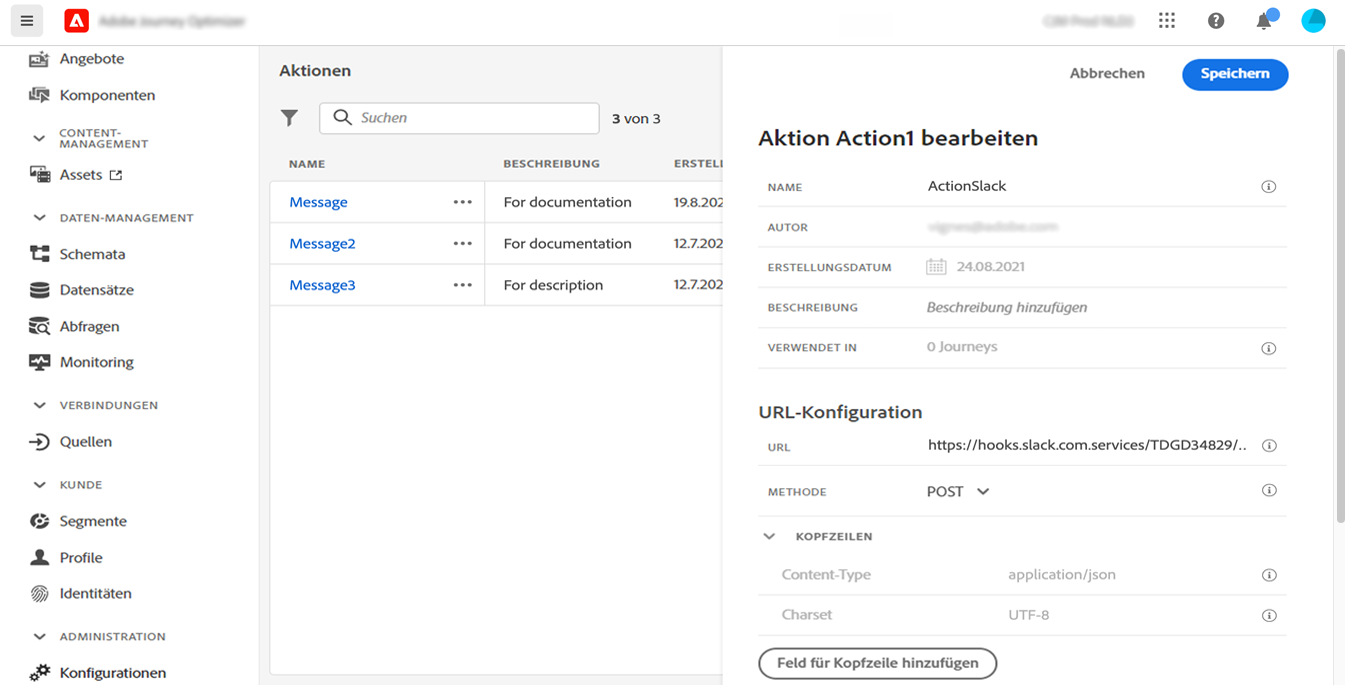 Angebote
Komponenten
CONTENT-
MANAGEMENT
Assets
DATEN-MANAGEMENT
Schemata
Datensätze
Abfragen
Monitoring
VERBINDUNGEN
Quellen
KUNDE
Segmente
Profile
Identitäten
ADMINISTRATION
Konfigurationen
Aktionen
Suchen
3 von 3
NAME BESCHREIBUNG ERSTELL
Message ••• For documentation 19.8.202
Message2 ••• For documentation 12.7.202
Message3 ••• For description 12.7.202
Abbrechen Speichern
Aktion Action1 bearbeiten
NAME ActionSlack
AUTOR
ERSTELLUNGSDATUM 24.08.2021
BESCHREIBUNG Beschreibung hinzufügen
VERWENDET IN 0 Journeys
URL-Konfiguration
URL https://hooks.slack.com.services/TDGD34829/..
METHODE POST
KOPFZEILEN
Content-Type application/json
Charset UTF-8
Feld für Kopfzeile hinzufügen